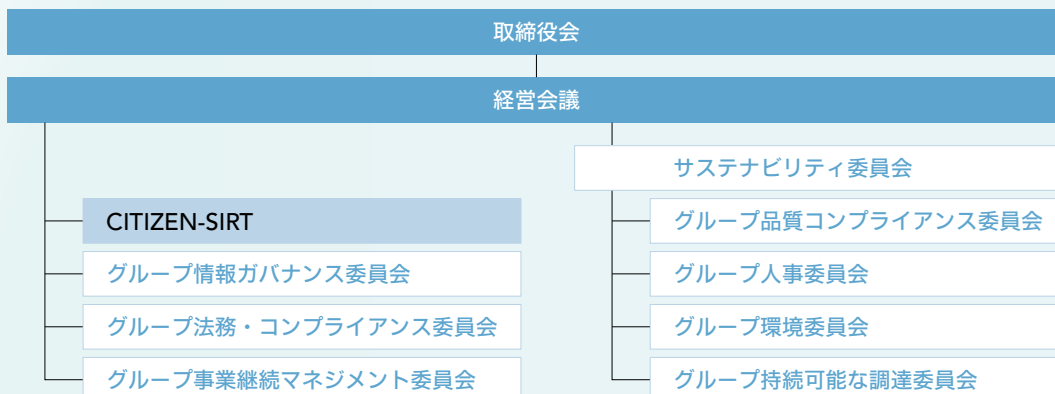 取締役会
経営会議
サステナビリティ委員会
CITIZEN-SIRT
グループ情報ガバナンス委員会
グループ法務・コンプライアンス委員会
グループ事業継続マネジメント委員会
グループ品質コンプライアンス委員会
グループ人事委員会
グループ環境委員会
グループ持続可能な調達委員会